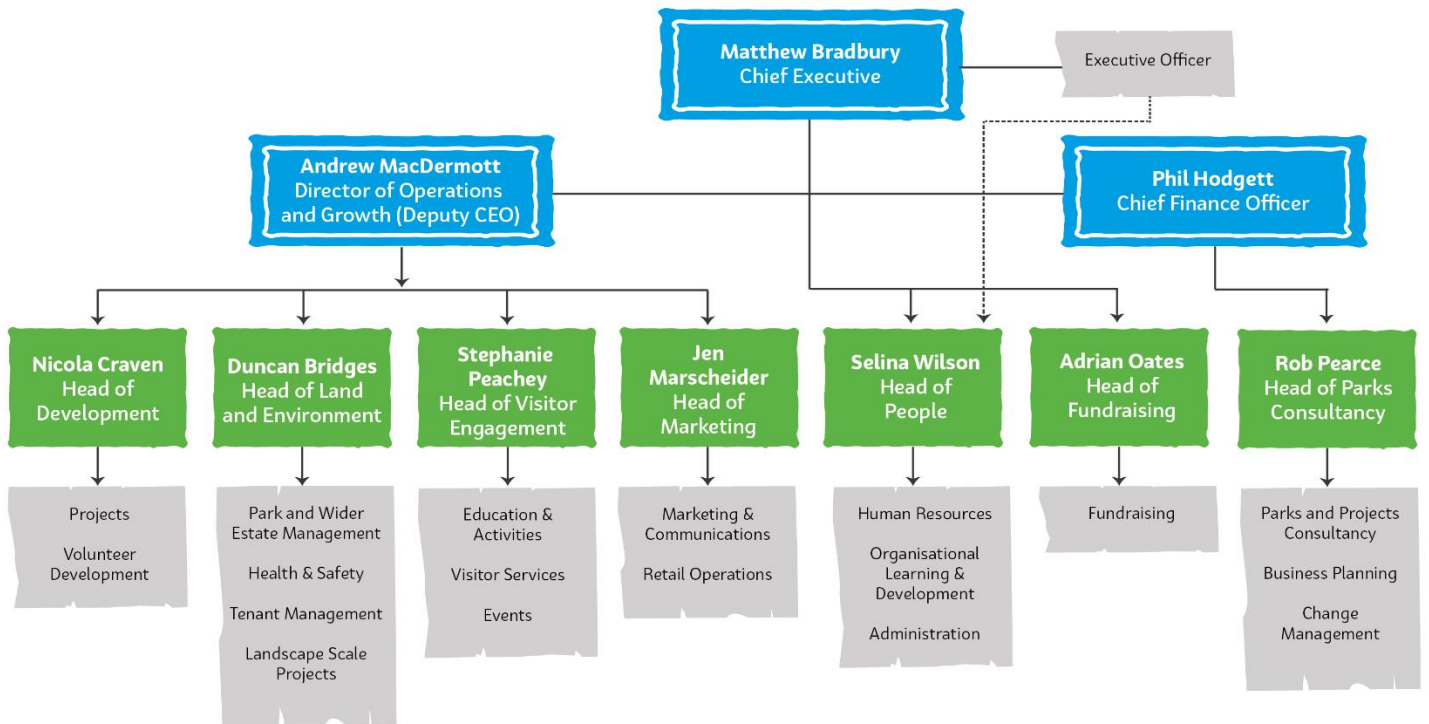 Matthew Bradbury
Chief Executive
Executive Officer
Andrew MacDermott
Director of Operations
and Growth (Deputy CEO)
Phil Hodgett
Chief Finance Officer
Nicola Craven
Head of
Development
Duncan Bridges
Head of Land
and Environment
Stephanie
Peachey
Head of Visitor
Engagement
Jen
Marscheider
Head of
Marketing
Selina Wilson
Head of
People
Adrian Oates
Head of
Fundraising
Rob Pearce
Head of Parks
Consultancy
Projects
Volunteer
Development
Park and Wider
Estate Management
Health & Safety
Tenant Management
Landscape Scale
Projects
Education &
Activities
Visitor Services
Events
Marketing &
Communications
Retail Operations
Human Resources
Organisational
Learning &
Development
Administration
Fundraising
Parks and Projects
Consultancy
Business Planning
Change
Management